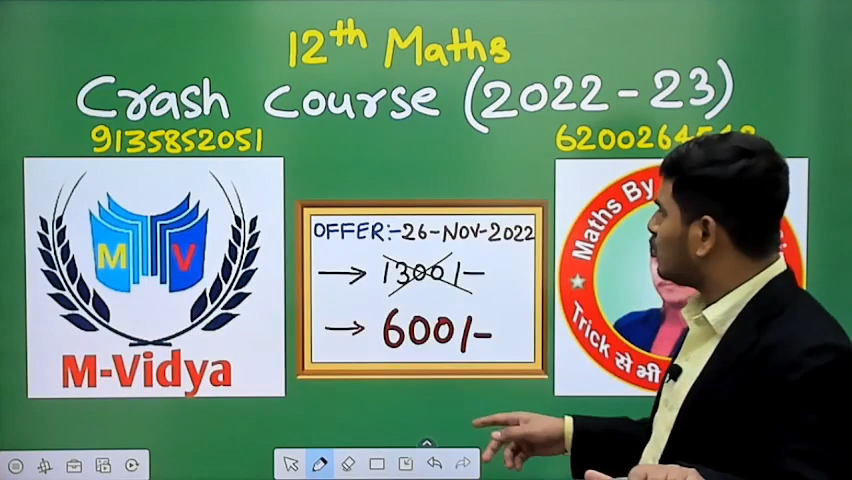 12th Maths
Crash Course (2022-23)
9135852051
M V
M-Vidya
OFFER:-26-NOV-2022
→ 1300/-
→ 600/-
Maths By
Trick से भी